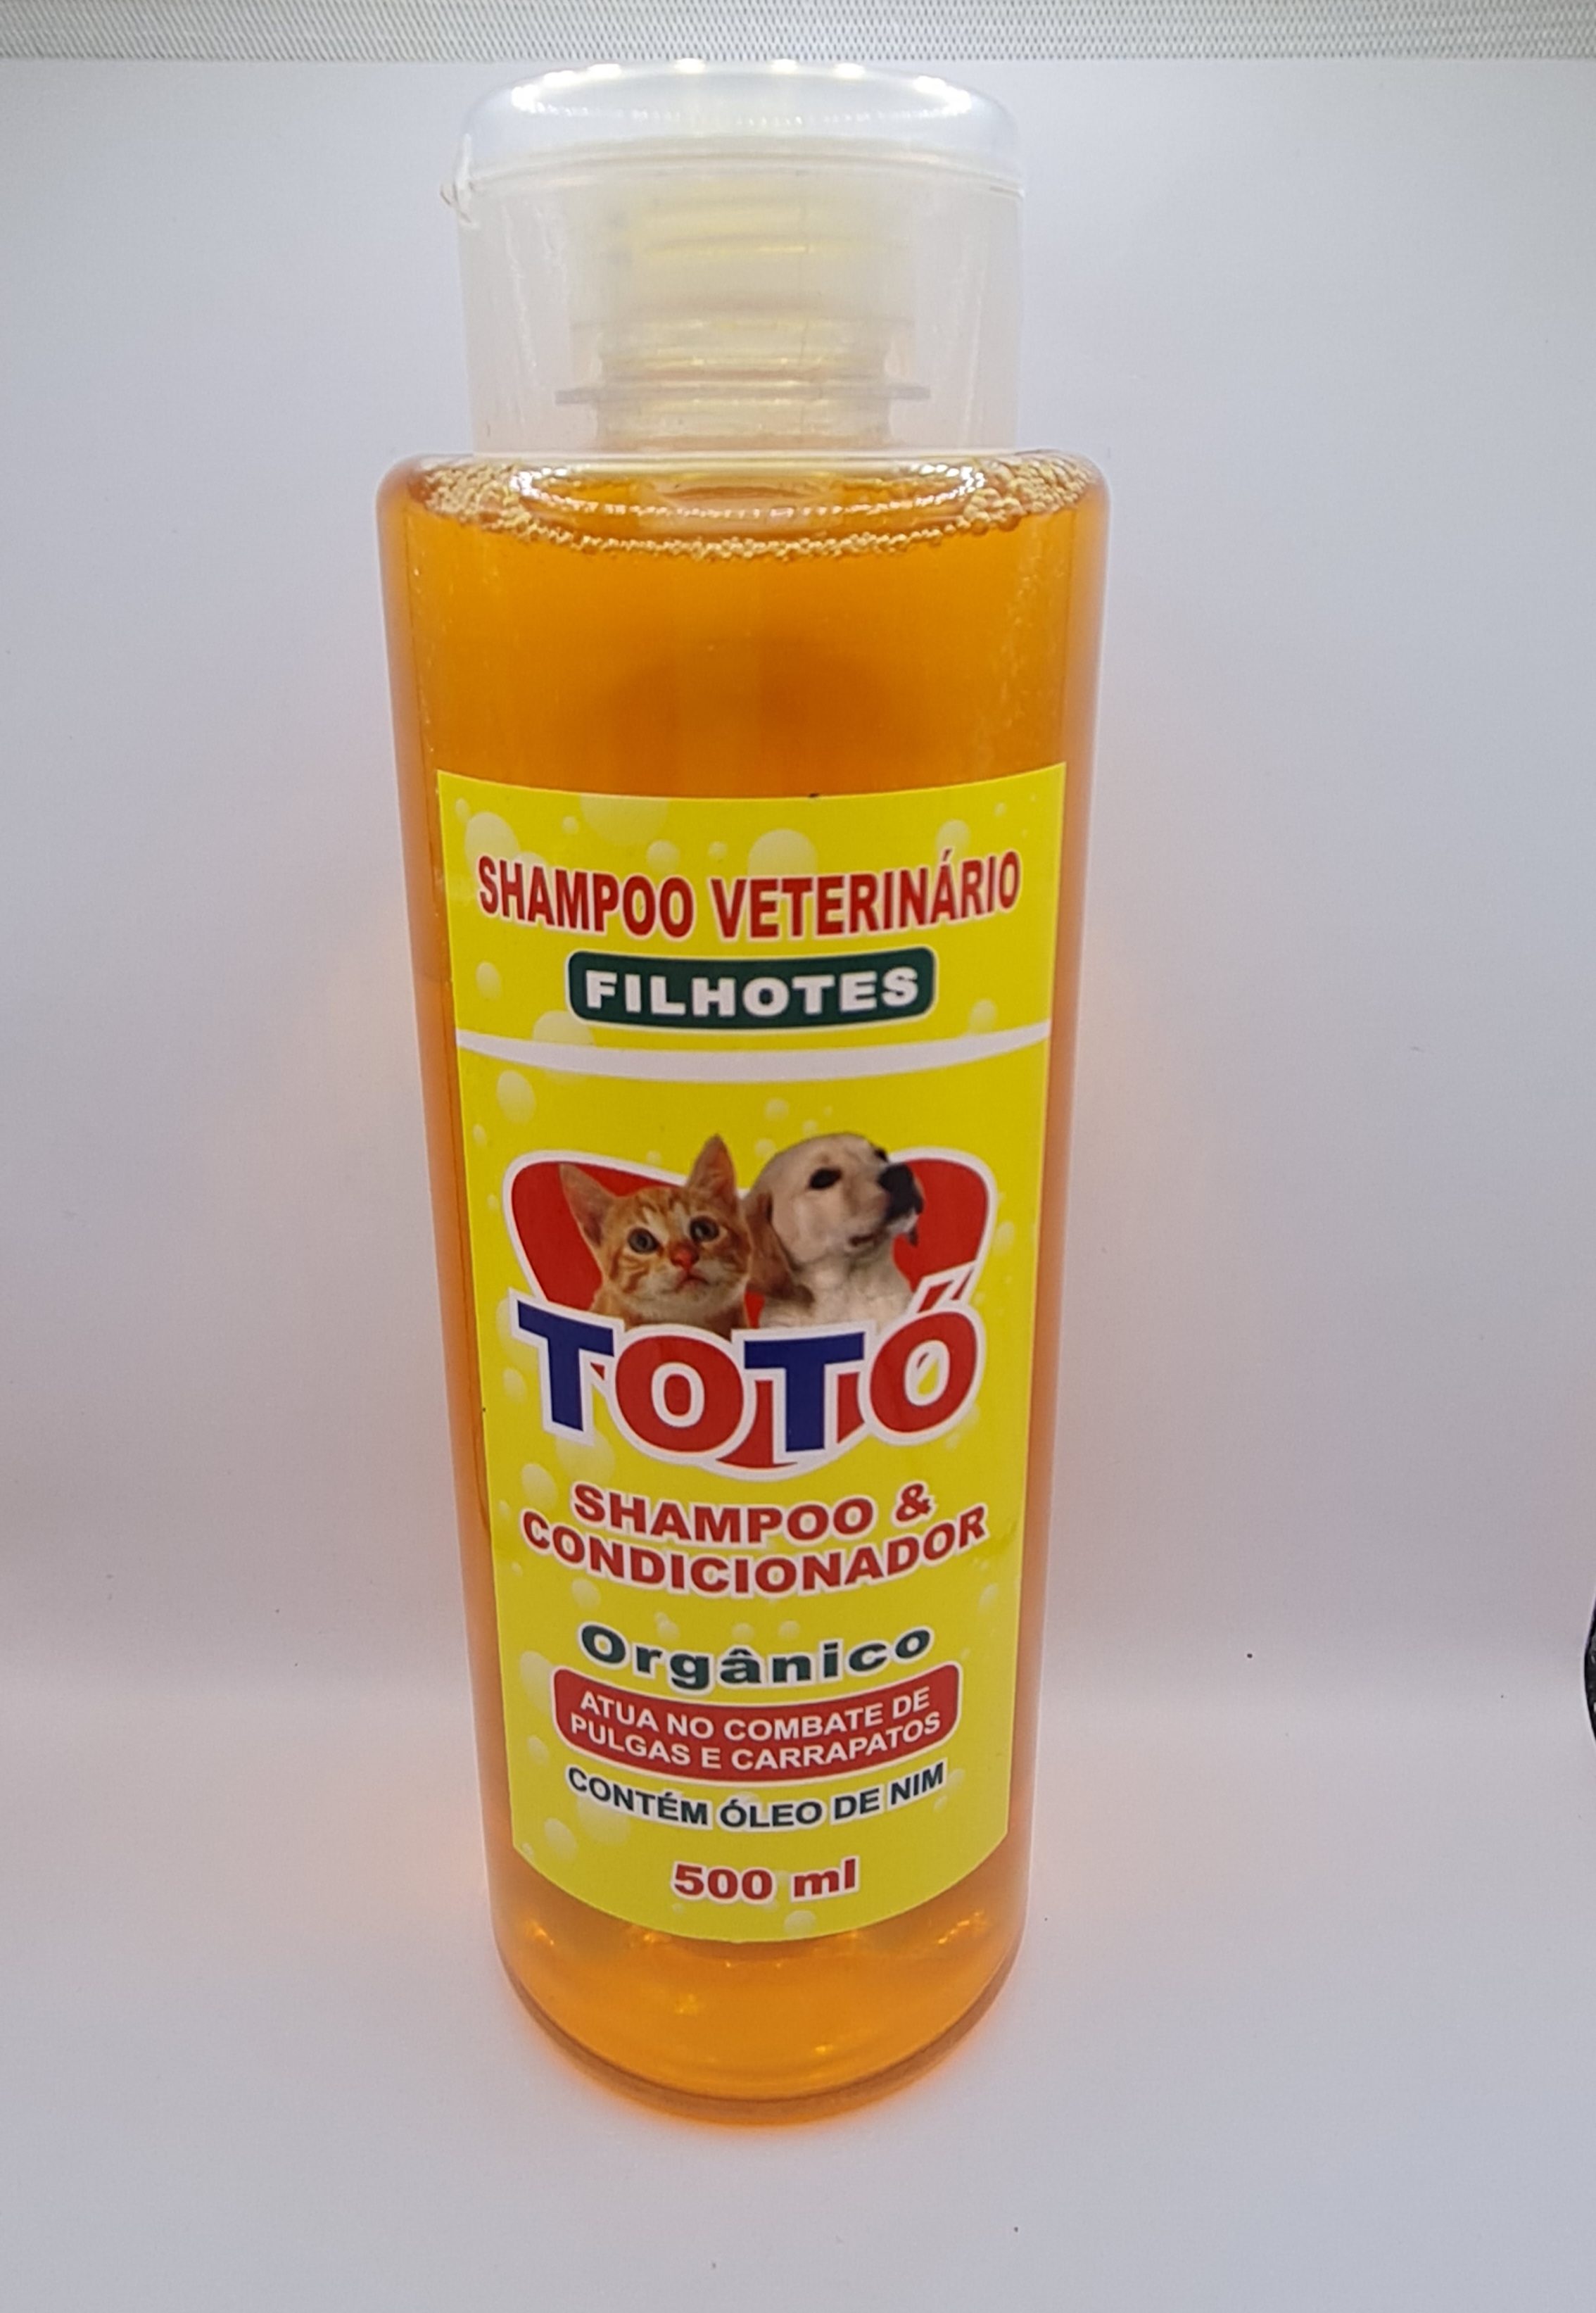 SHAMPOO VETERINÁRIO
FILHOTES
TOTÓ
SHAMPOO &
CONDICIONADOR
Orgânico
ATUA NO COMBATE DE
PULGAS E CARRAPATOS
CONTÉM ÓLEO DE NIM
500 ml